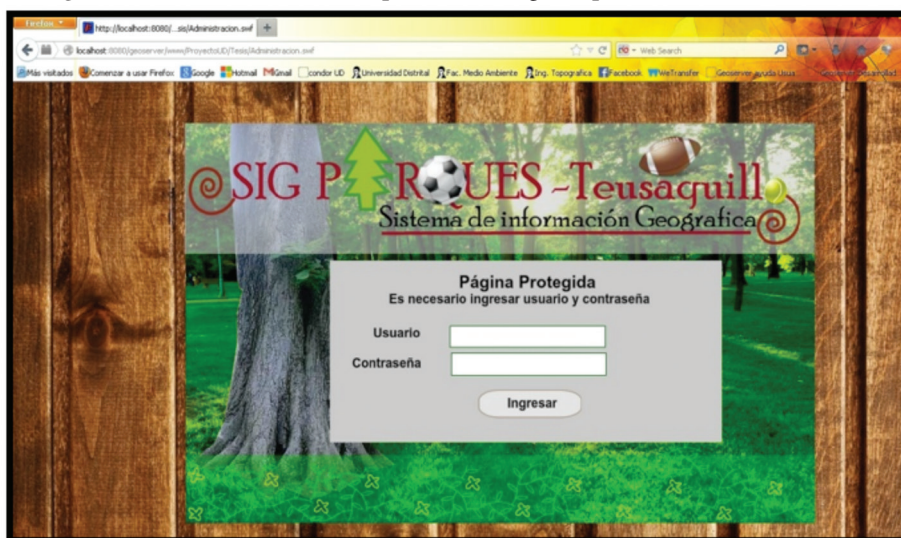 Firefox
http://localhost:8080/...sis/Administracion.swf
localhost:8080/geoserver/www/ProyectoUD/Tesis/Administracion.swf
Web Search
Más visitados Comenzar a usar Firefox Google Hotmail Gmail condor UD Universidad Distrital Fac. Medio Ambiente Ing. Topografica Facebook WeTransfer Geoserver ayuda Usua...
SIG PARQUES -Teusaquillo
Sistema de información Geografica
Página Protegida
Es necesario ingresar usuario y contraseña
Usuario
Contraseña
Ingresar